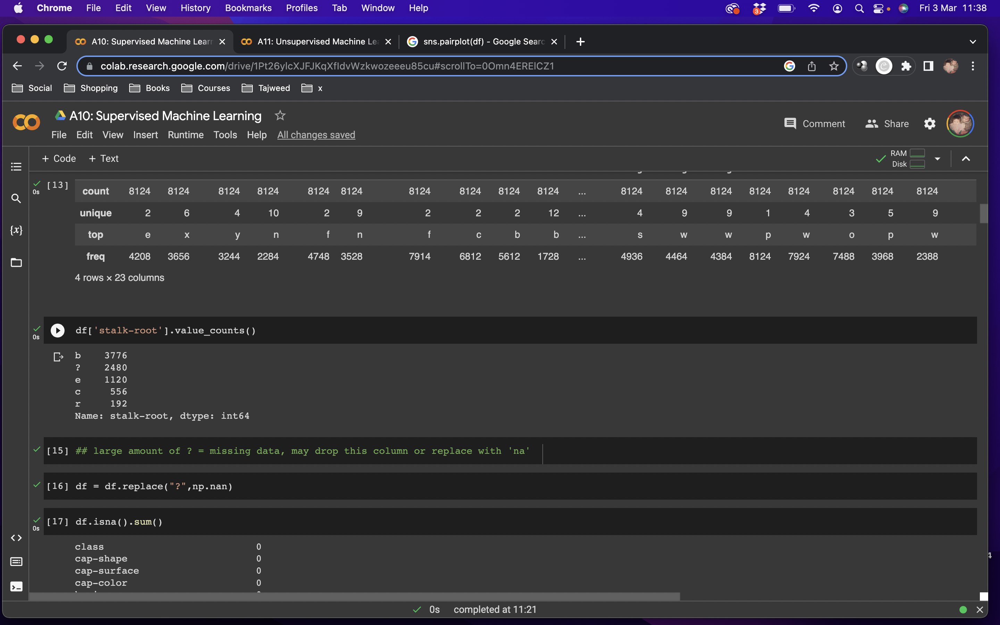 Chrome File Edit View History Bookmarks Profiles Tab Window Help 3 Fri 3 Mar 11:38
A10: Supervised Machine Lear A11: Unsupervised Machine Le sns.pairplot(df) - Google Sear
colab.research.google.com/drive/
Social Shopping Books Courses Tajweed x
A10: Supervised Machine Learning
Comment Share
File Edit View Insert Runtime Tools Help All changes saved
+ Code + Text
RAM
Disk
[13] count 8124 8124 8124 8124 8124 8124 8124 8124 8124 8124 ... 8124 8124 8124 8124 8124 8124 8124 8124
0s
unique 2 6 4 10 2 9 2 2 2 12 ... 4 9 9 1 4 3 5 9
top e x y n f n f c b b ... s w w p w o p w
freq 4208 3656 3244 2284 4748 3528 7914 6812 5612 1728 ... 4936 4464 4384 8124 7924 7488 3968 2388
4 rows × 23 columns
{x}
0s df['stalk-root'].value_counts()
b 3776
? 2480
e 1120
c 556
r 192
Name: stalk-root, dtype: int64
[15] ## large amount of ? = missing data, may drop this column or replace with 'na'
[16] df = df.replace("?",np.nan)
[17] df.isna().sum()
0s
class 0
cap-shape 0
cap-surface 0
cap-color 0
0s completed at 11:21